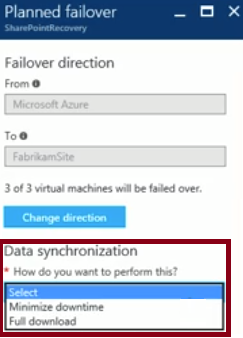 Planned failover
SharePointRecovery
Failover direction
From
Microsoft Azure
To
FabrikamSite
3 of 3 virtual machines will be failed over.
Change direction
Data synchronization
* How do you want to perform this?
Select
Minimize downtime
Full download